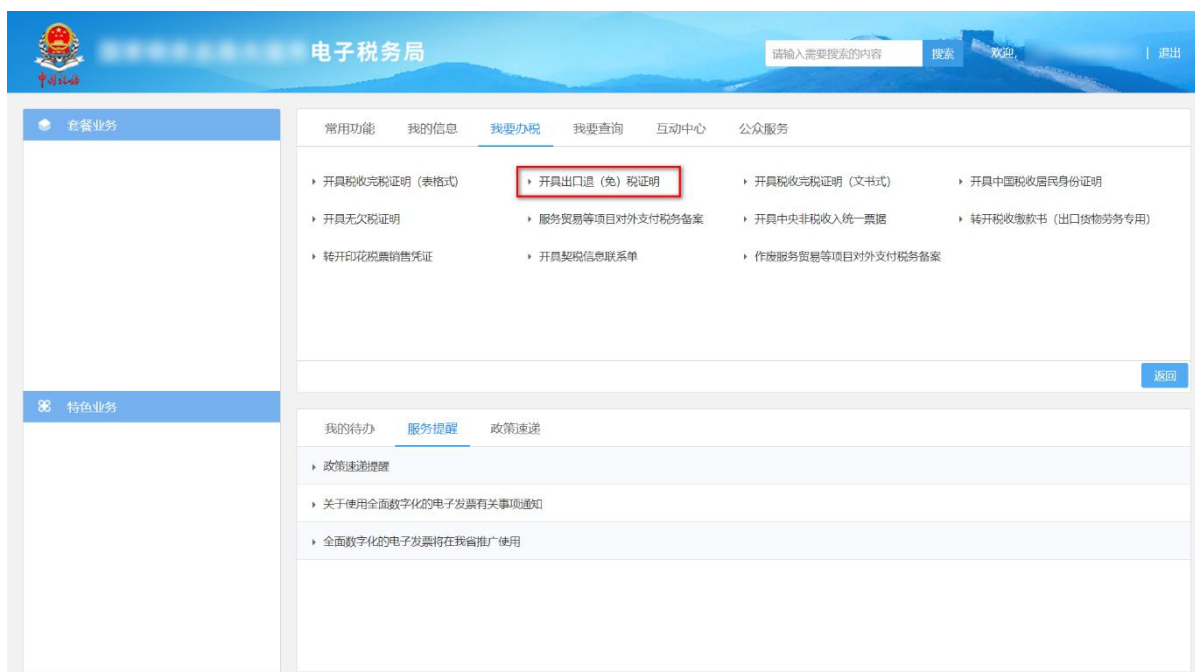 电子税务局
请输入需要搜索的内容 搜索 欢迎, | 退出
中国税务
套餐业务
常用功能 我的信息 我要办税 我要查询 互动中心 公众服务
开具税收完税证明（表格式） 开具出口退（免）税证明 开具税收完税证明（文书式） 开具中国税收居民身份证明
开具无欠税证明 服务贸易等项目对外支付税务备案 开具中央非税收入统一票据 转开税收缴款书（出口货物劳务专用）
转开印花税票销售凭证 开具契税信息联系单 作废服务贸易等项目对外支付税务备案
返回
特色业务
我的待办 服务提醒 政策速递
政策速递提醒
关于使用全面数字化的电子发票有关事项通知
全面数字化的电子发票将在我省推广使用